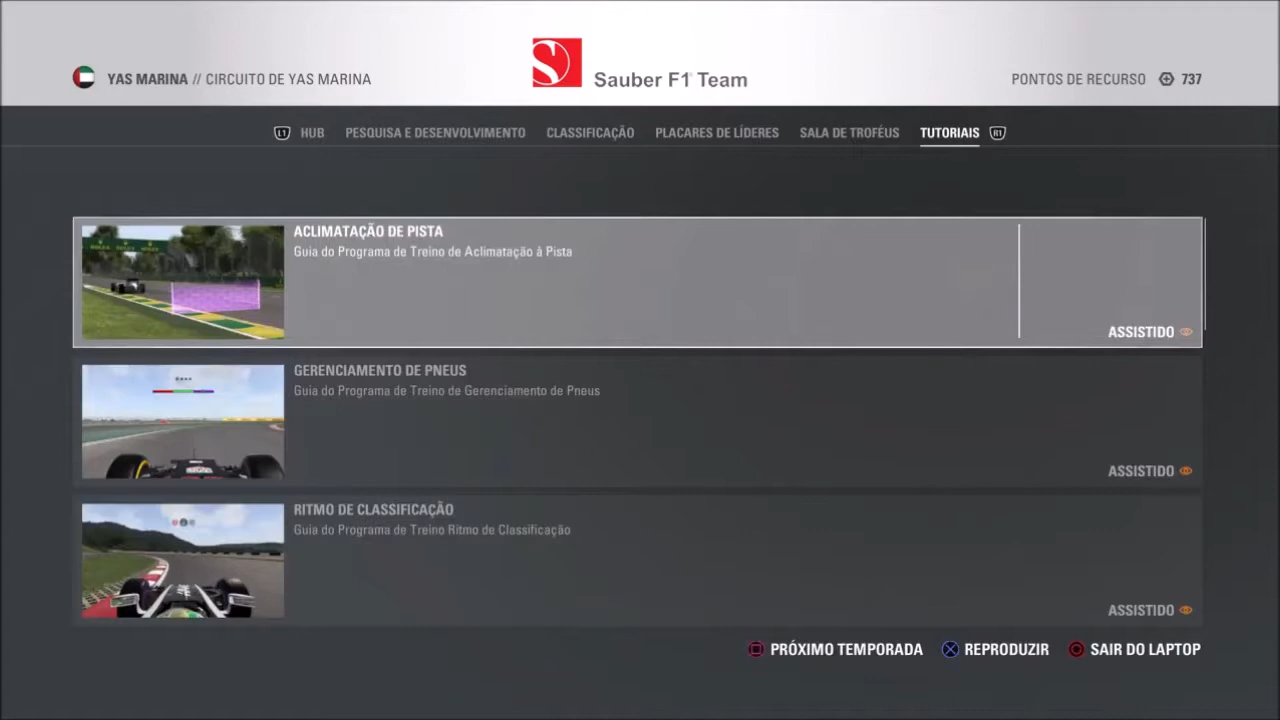 YAS MARINA // CIRCUITO DE YAS MARINA
Sauber F1 Team
PONTOS DE RECURSO 737
L1 HUB PESQUISA E DESENVOLVIMENTO CLASSIFICAÇÃO PLACARES DE LÍDERES SALA DE TROFÉUS TUTORIAIS R1
ACLIMATAÇÃO DE PISTA
Guia do Programa de Treino de Aclimatação à Pista
ASSISTIDO
GERENCIAMENTO DE PNEUS
Guia do Programa de Treino de Gerenciamento de Pneus
ASSISTIDO
RITMO DE CLASSIFICAÇÃO
Guia do Programa de Treino Ritmo de Classificação
ASSISTIDO
PRÓXIMO TEMPORADA REPRODUZIR SAIR DO LAPTOP